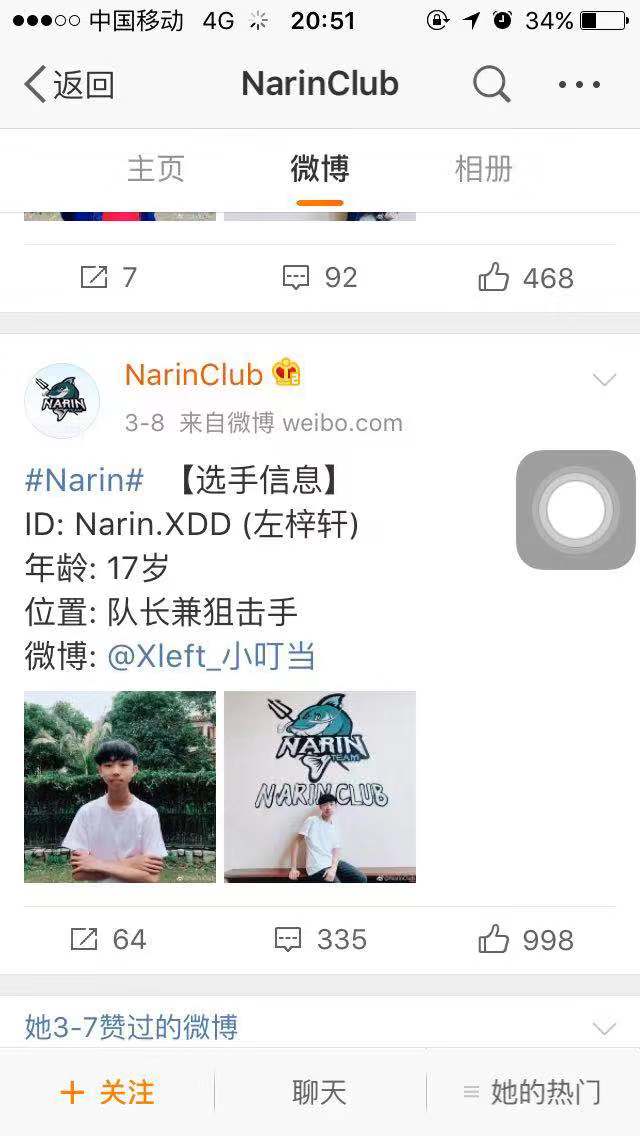 中国移动 4G 20:51 34%
返回 NarinClub
主页 微博 相册
7 92 468
NARIN
NarinClub
3-8 来自微博 weibo.com
#Narin# 【选手信息】
ID: Narin.XDD (左梓轩)
年龄: 17岁
位置: 队长兼狙击手
微博: @Xleft_小叮当
NARIN
TEAM
NARIN CLUB
64 335 998
她3-7赞过的微博
关注 聊天 她的热门